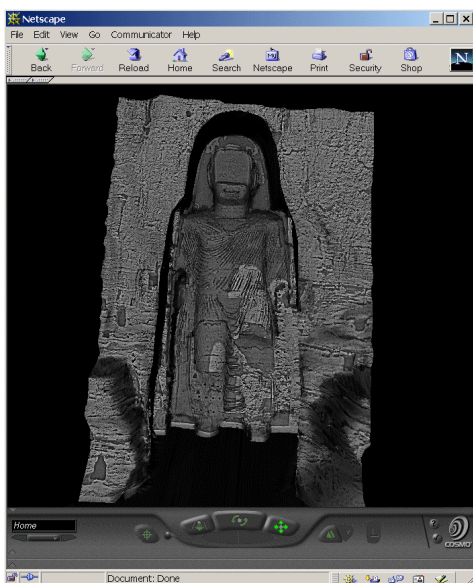 Netscape
File Edit View Go Communicator Help
Back Forward Reload Home Search Netscape Print Security Shop
N
Home
COSMO
Document: Done